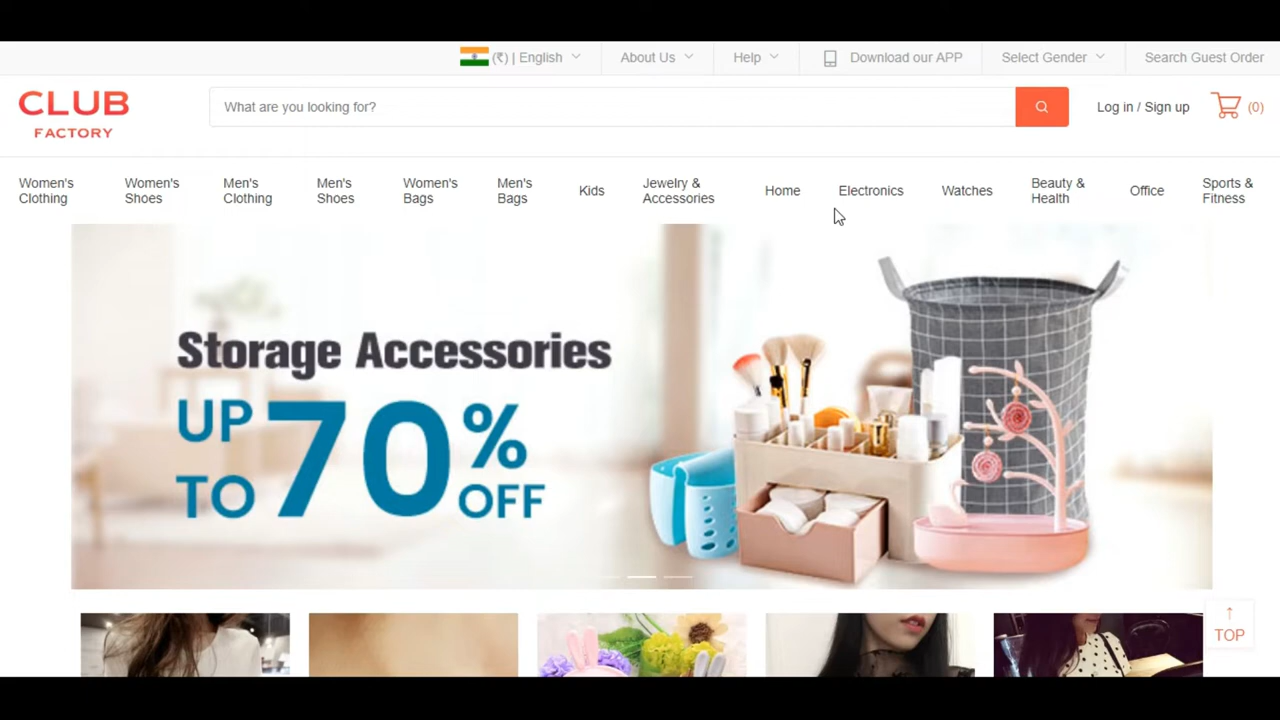 (₹) | English
About Us
Help
Download our APP
Select Gender
Search Guest Order
CLUB
FACTORY
What are you looking for?
Log in / Sign up
(0)
Women's
Clothing
Women's
Shoes
Men's
Clothing
Men's
Shoes
Women's
Bags
Men's
Bags
Kids
Jewelry &
Accessories
Home
Electronics
Watches
Beauty &
Health
Office
Sports &
Fitness
Storage Accessories
UP
TO 70% OFF
↑
TOP